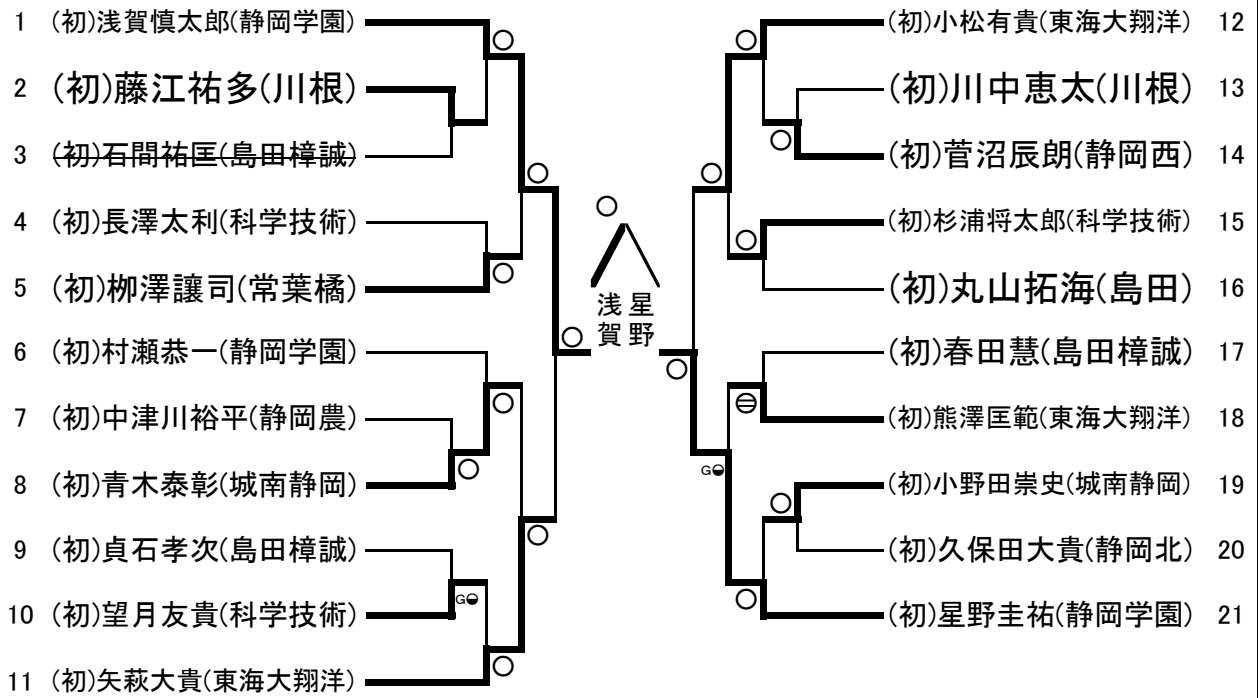 1 (初)浅賀慎太郎(静岡学園)
2 (初)藤江祐多(川根)
3 (初)石間祐匡(島田樟誠)
4 (初)長澤太利(科学技術)
5 (初)栁澤讓司(常葉橘)
6 (初)村瀬恭一(静岡学園)
7 (初)中津川裕平(静岡農)
8 (初)青木泰彰(城南静岡)
9 (初)貞石孝次(島田樟誠)
10 (初)望月友貴(科学技術)
11 (初)矢萩大貴(東海大翔洋)
G
浅賀
星野
G
(初)小松有貴(東海大翔洋) 12
(初)川中恵太(川根) 13
(初)菅沼辰朗(静岡西) 14
(初)杉浦将太郎(科学技術) 15
(初)丸山拓海(島田) 16
(初)春田慧(島田樟誠) 17
(初)熊澤匡範(東海大翔洋) 18
(初)小野田崇史(城南静岡) 19
(初)久保田大貴(静岡北) 20
(初)星野圭祐(静岡学園) 21